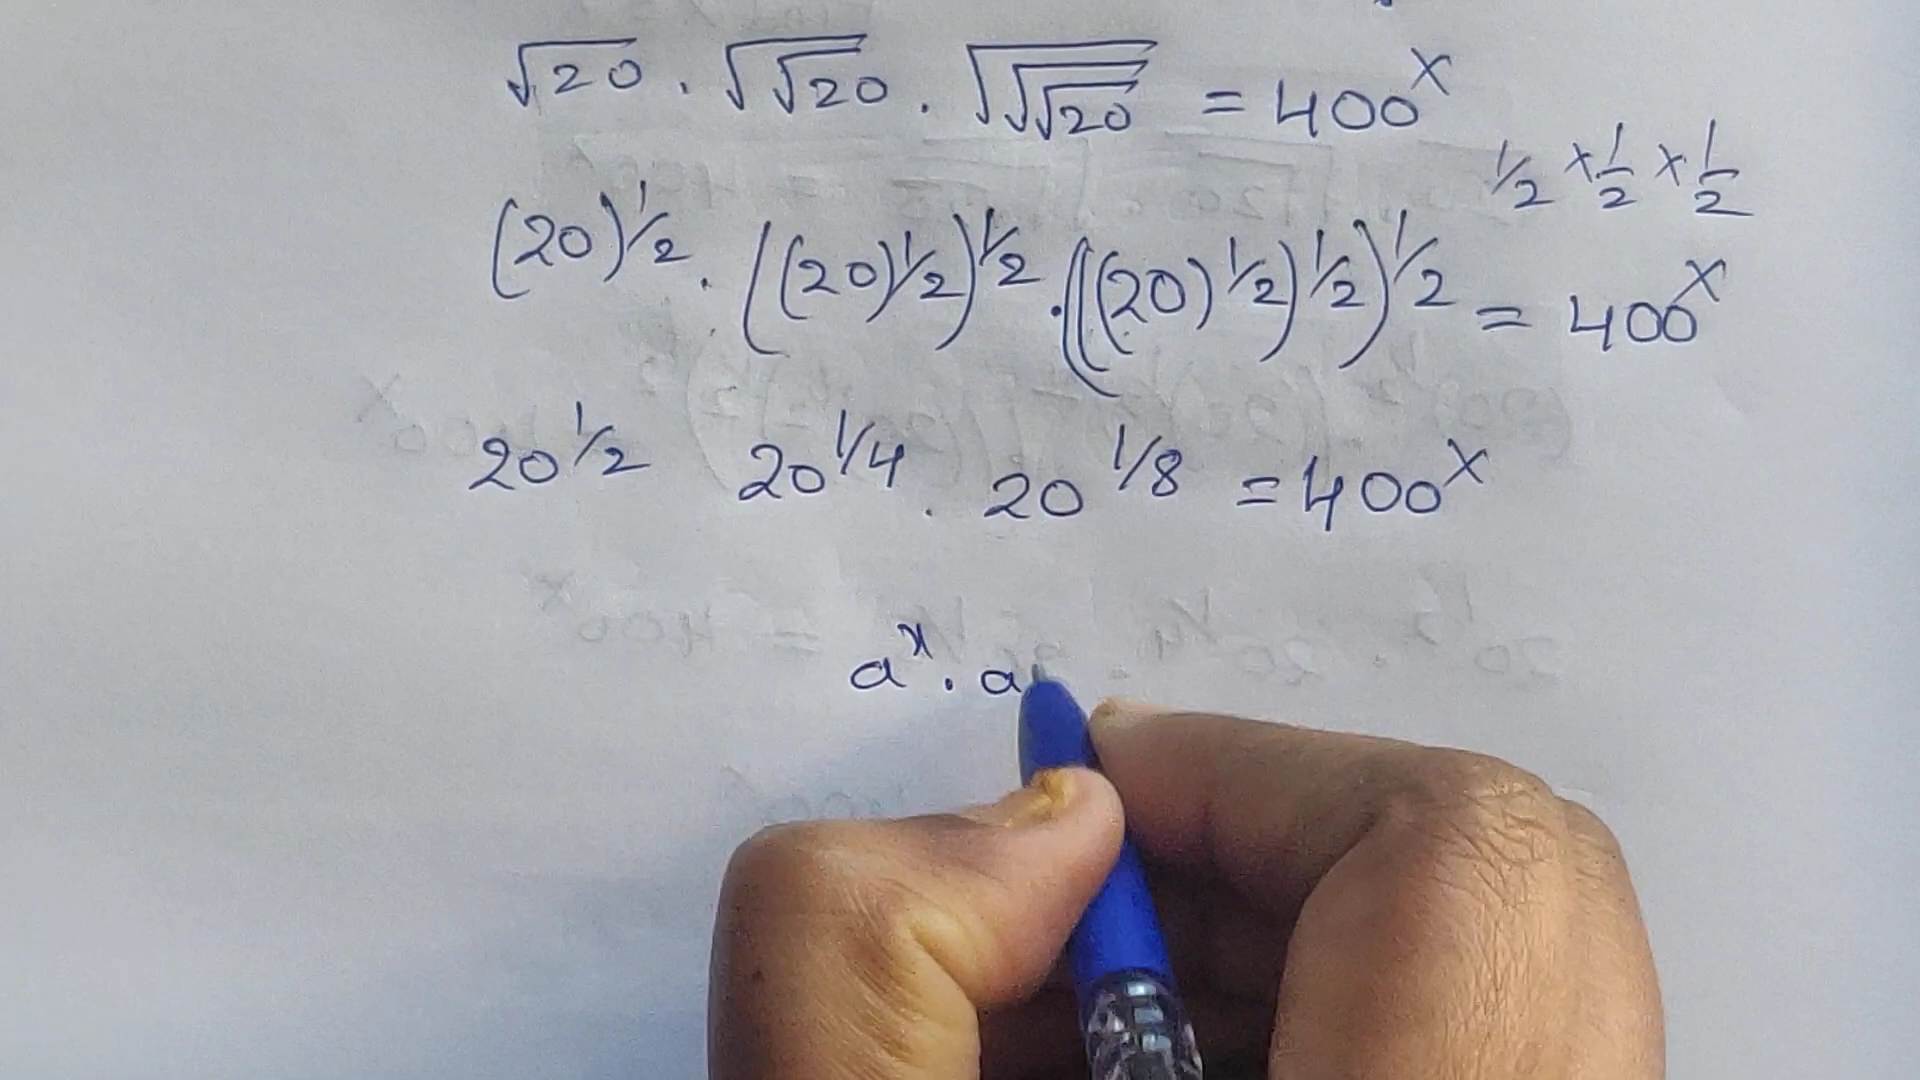 √20 . √√20 . √√√20 = 400^x
1/2 × 1/2 × 1/2
(20)^1/2 . ((20)^1/2)^1/2 . (((20)^1/2)^1/2)^1/2 = 400^x
20^1/2 20^1/4 . 20^1/8 = 400^x
a^x . a